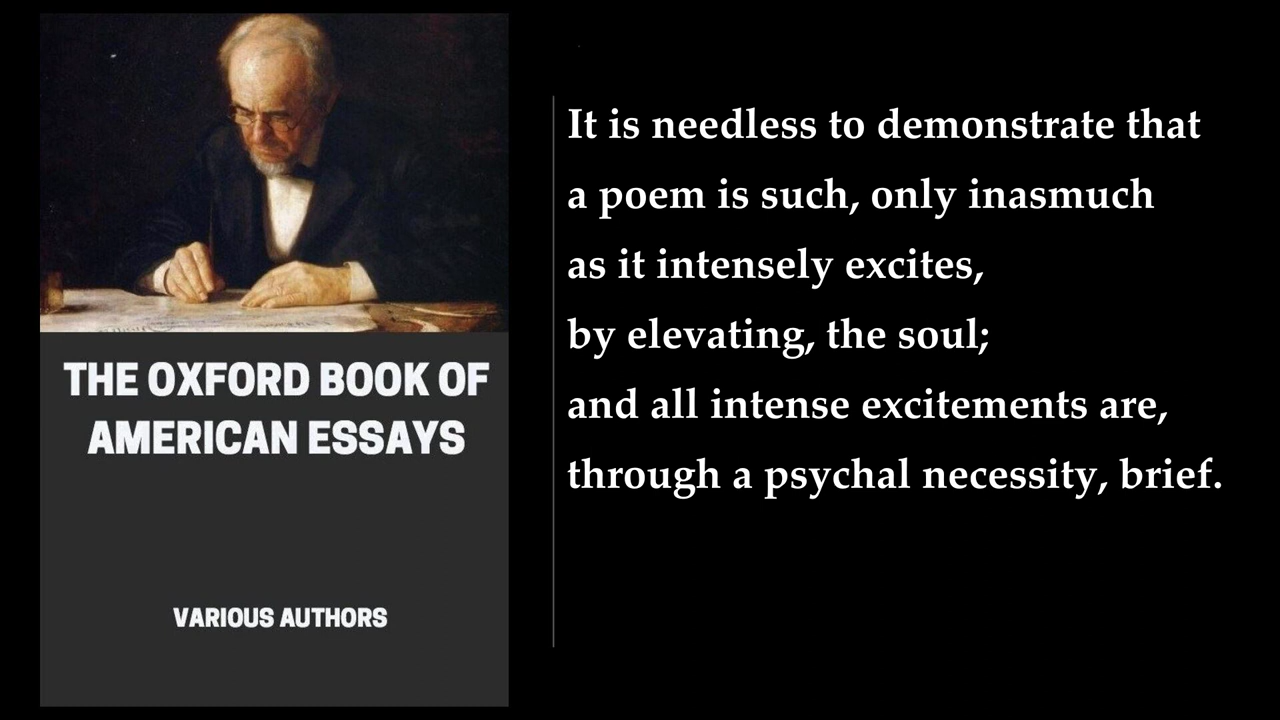 THE OXFORD BOOK OF
AMERICAN ESSAYS
VARIOUS AUTHORS
It is needless to demonstrate that
a poem is such, only inasmuch
as it intensely excites,
by elevating, the soul;
and all intense excitements are,
through a psychal necessity, brief.